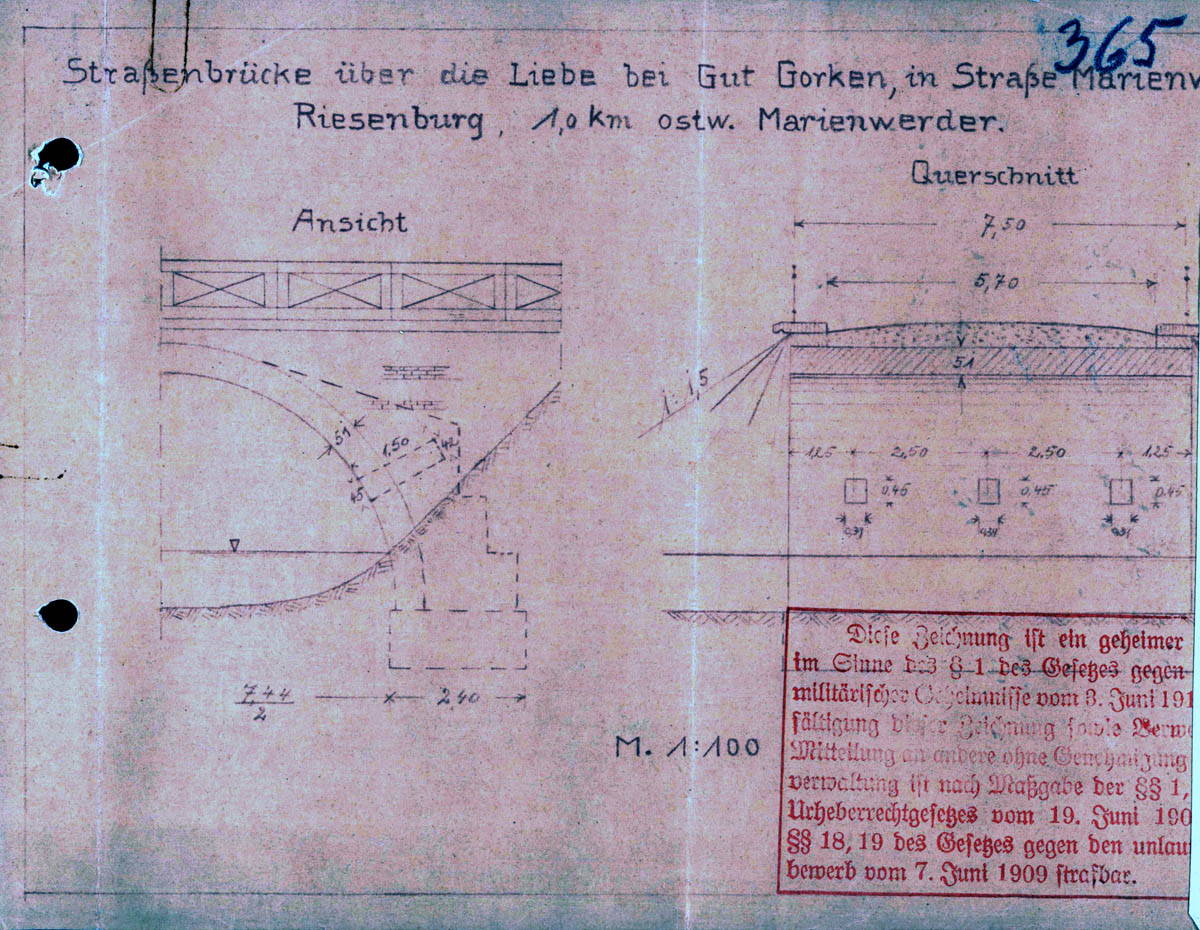 365
Straßenbrücke über die Liebe bei Gut Gorken, in Straße Marienw
Riesenburg, 1,0 km ostw. Marienwerder.
Querschnitt
Ansicht
7,50
5,70
51
1:1,5
51
1,50
42
45
125 2,50 2,50 1.25
0,45 0,45 0,45
0,31 0,31 0,31
7,44
2
2,40
M. 1:100
Diese Zeichnung ist ein geheimer
im Sinne des § 1 des Gesetzes gegen
militärischer Geheimnisse vom 3. Juni 191
fältigung dieser Zeichnung sowie Verw
Mitteilung an andere ohne Genehmigung
verwaltung ist nach Maßgabe der §§ 1,
Urheberrechtgesetzes vom 19. Juni 190
§§ 18, 19 des Gesetzes gegen den unlau
bewerb vom 7. Juni 1909 strafbar.